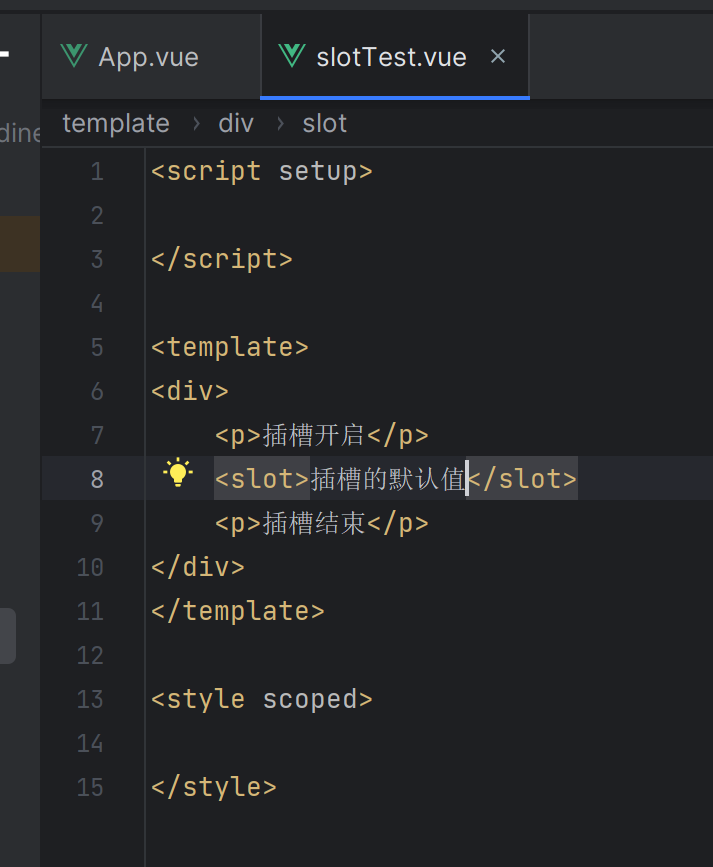 App.vue slotTest.vue ×
dine
template > div > slot
1 <script setup>
2
3 </script>
4
5 <template>
6 <div>
7     <p>插槽开启</p>
8     <slot>插槽的默认值</slot>
9     <p>插槽结束</p>
10 </div>
11 </template>
12
13 <style scoped>
14
15 </style>